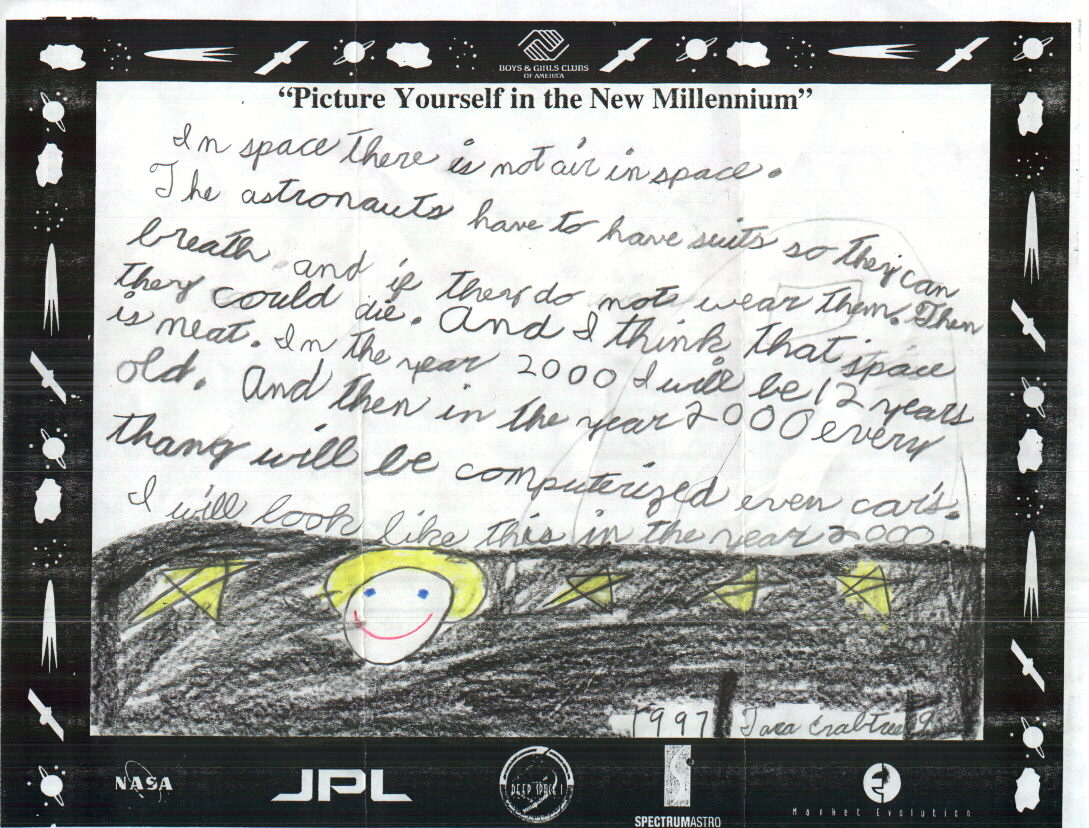 BOYS & GIRLS CLUBS
OF AMERICA
“Picture Yourself in the New Millennium”
In space there is not air in space.
The astronauts have to have suits so they can
breath and if they do not wear them. Then
they could die. And I think that space
is neat. In the year 2000 I will be 12 years
old. And then in the year 2000 every
thang will be computerized even car's.
I will look like this in the year 2000.
1997 Tara Crabtree 9
NASA
JPL
DEEP SPACE 1
SPECTRUMASTRO
Market Evolution